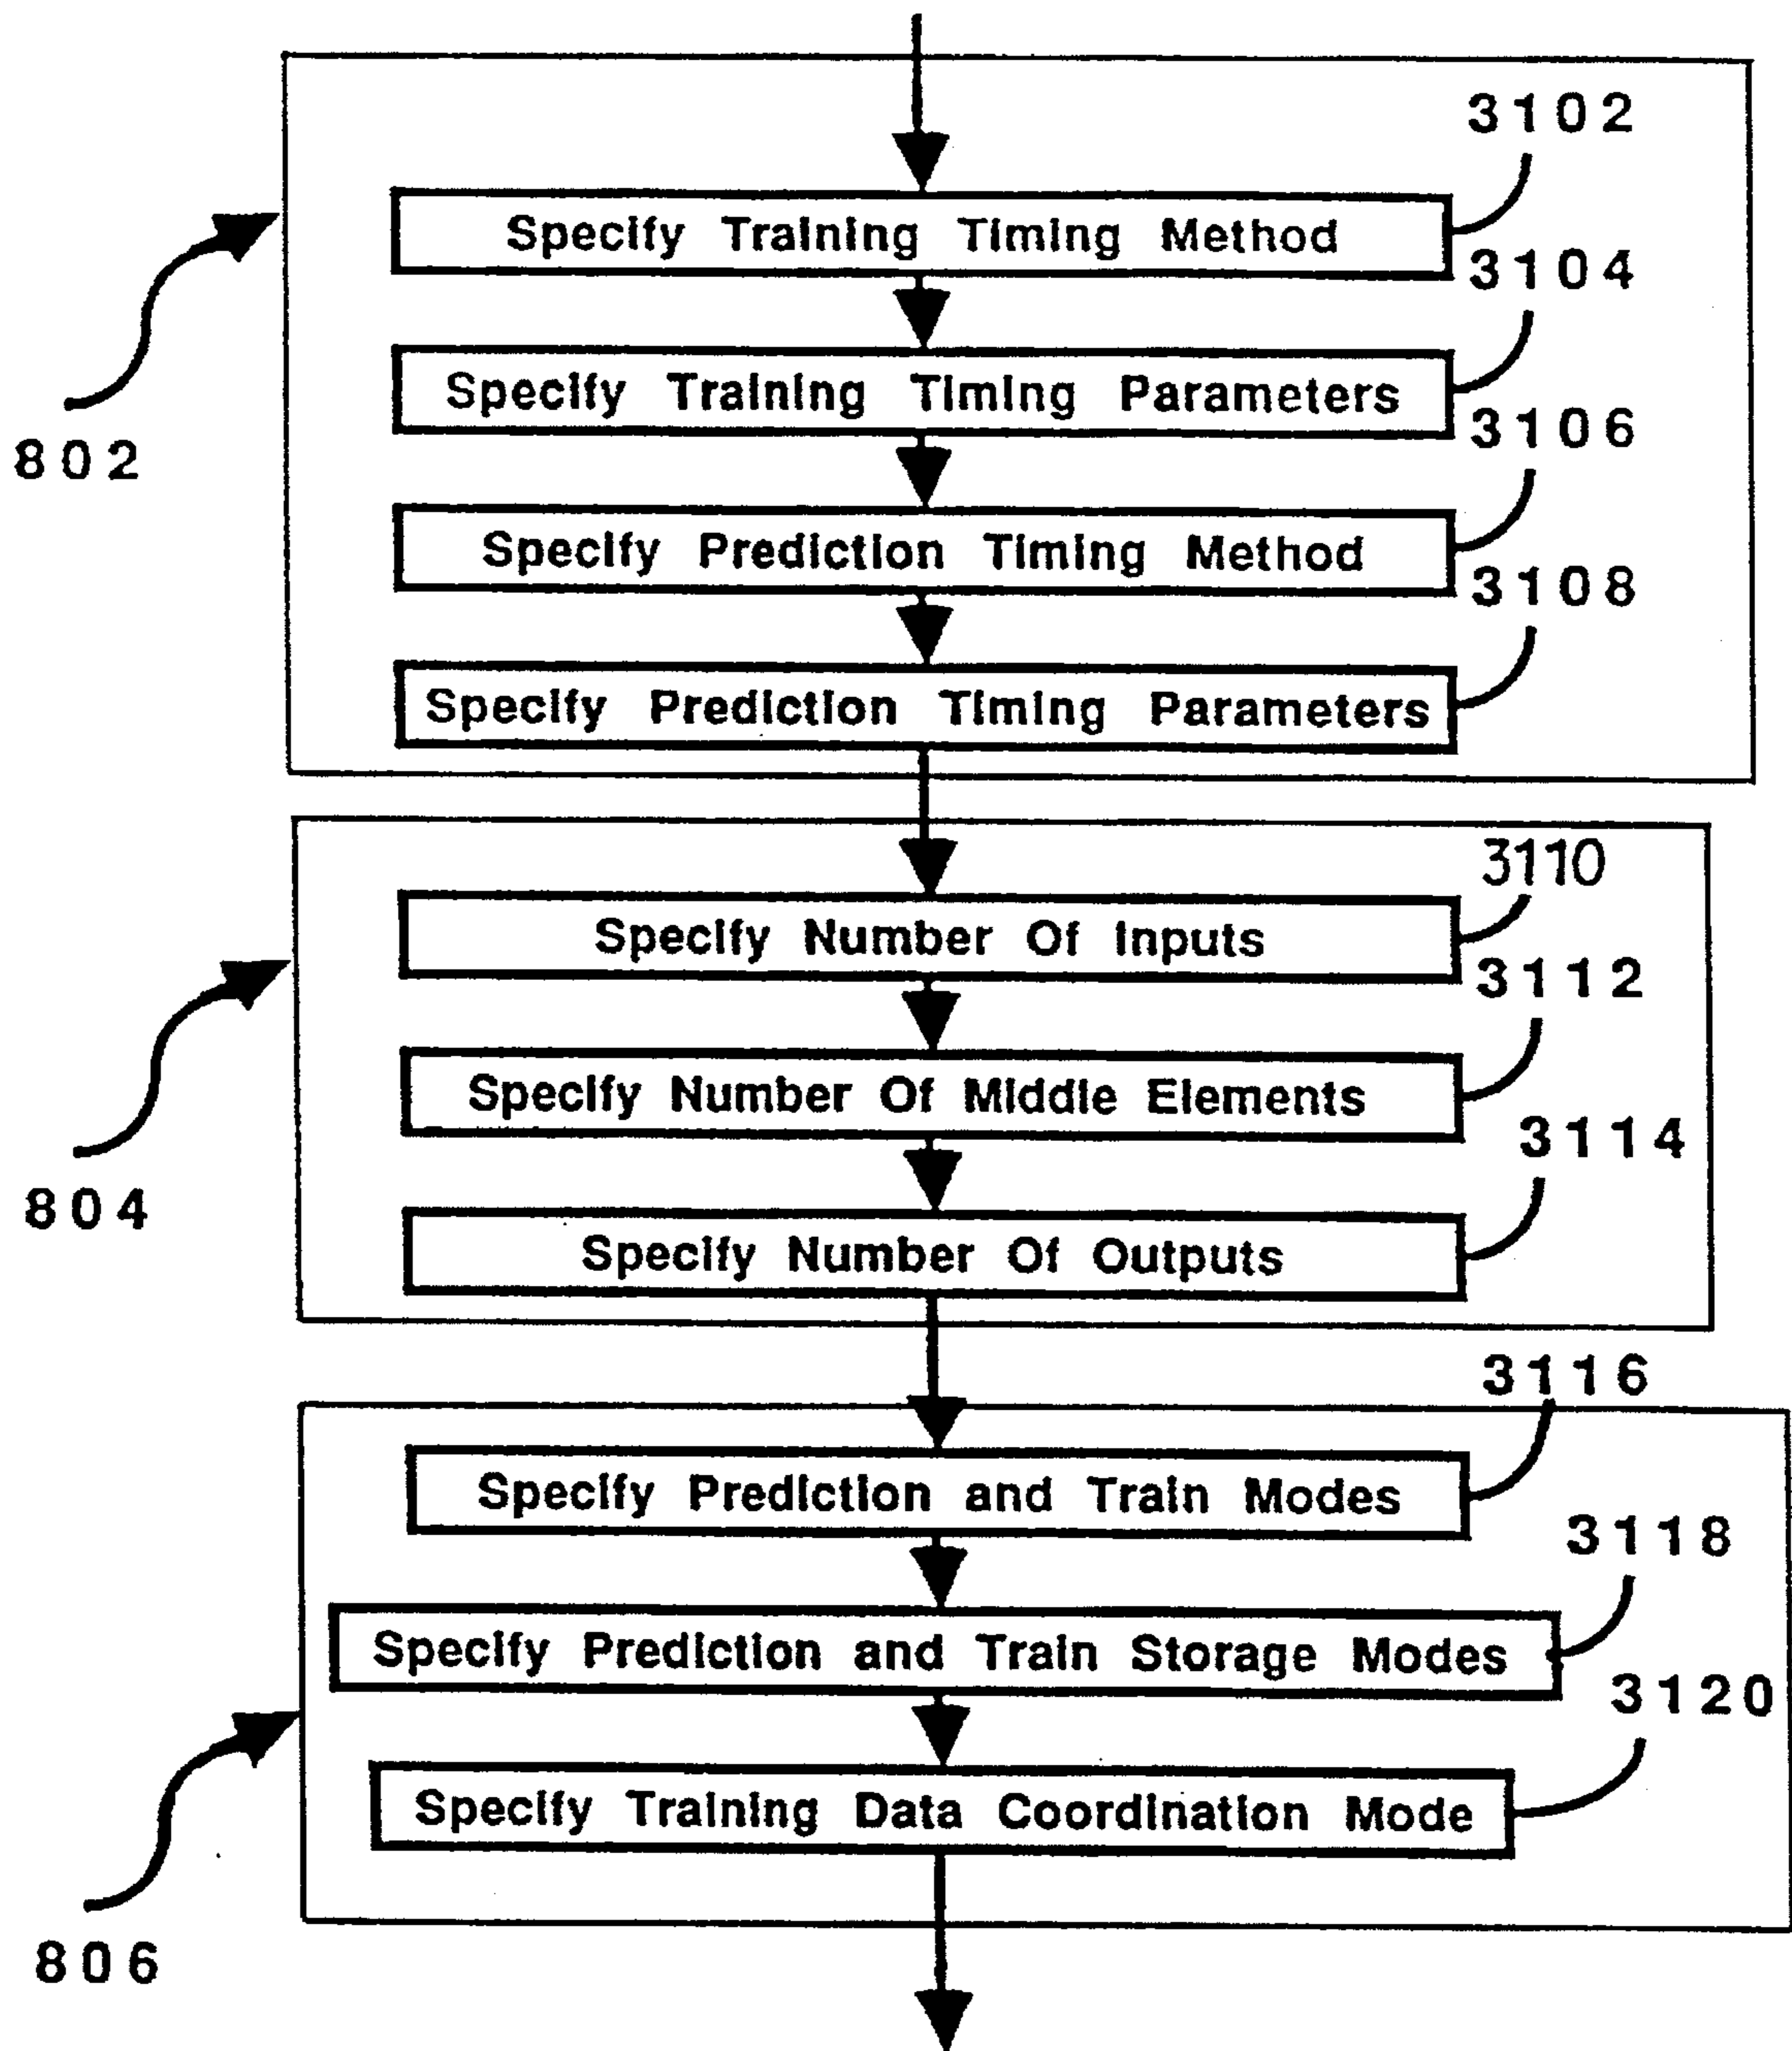 3102
Specify Training Timing Method
3104
Specify Training Timing Parameters
3106
802
Specify Prediction Timing Method
3108
Specify Prediction Timing Parameters
3110
Specify Number Of Inputs
3112
Specify Number Of Middle Elements
3114
804
Specify Number Of Outputs
3116
Specify Prediction and Train Modes
3118
Specify Prediction and Train Storage Modes
3120
Specify Training Data Coordination Mode
806